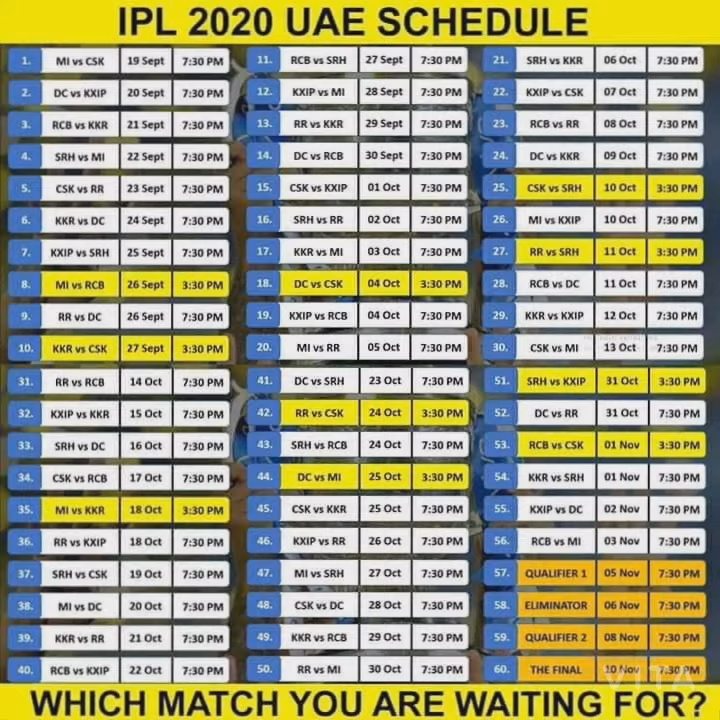 IPL 2020 UAE SCHEDULE
1. MI vs CSK 19 Sept 7:30 PM
2. DC vs KXIP 20 Sept 7:30 PM
3. RCB vs KKR 21 Sept 7:30 PM
4. SRH vs MI 22 Sept 7:30 PM
5. CSK vs RR 23 Sept 7:30 PM
6. KKR vs DC 24 Sept 7:30 PM
7. KXIP vs SRH 25 Sept 7:30 PM
8. MI vs RCB 26 Sept 3:30 PM
9. RR vs DC 26 Sept 7:30 PM
10. KKR vs CSK 27 Sept 3:30 PM
11. RCB vs SRH 27 Sept 7:30 PM
12. KXIP vs MI 28 Sept 7:30 PM
13. RR vs KKR 29 Sept 7:30 PM
14. DC vs RCB 30 Sept 7:30 PM
15. CSK vs KXIP 01 Oct 7:30 PM
16. SRH vs RR 02 Oct 7:30 PM
17. KKR vs MI 03 Oct 7:30 PM
18. DC vs CSK 04 Oct 3:30 PM
19. KXIP vs RCB 04 Oct 7:30 PM
20. MI vs RR 05 Oct 7:30 PM
21. SRH vs KKR 06 Oct 7:30 PM
22. KXIP vs CSK 07 Oct 7:30 PM
23. RCB vs RR 08 Oct 7:30 PM
24. DC vs KKR 09 Oct 7:30 PM
25. CSK vs SRH 10 Oct 3:30 PM
26. MI vs KXIP 10 Oct 7:30 PM
27. RR vs SRH 11 Oct 3:30 PM
28. RCB vs DC 11 Oct 7:30 PM
29. KKR vs KXIP 12 Oct 7:30 PM
30. CSK vs MI 13 Oct 7:30 PM
31. RR vs RCB 14 Oct 7:30 PM
32. KXIP vs KKR 15 Oct 7:30 PM
33. SRH vs DC 16 Oct 7:30 PM
34. CSK vs RCB 17 Oct 7:30 PM
35. MI vs KKR 18 Oct 3:30 PM
36. RR vs KXIP 18 Oct 7:30 PM
37. SRH vs CSK 19 Oct 7:30 PM
38. MI vs DC 20 Oct 7:30 PM
39. KKR vs RR 21 Oct 7:30 PM
40. RCB vs KXIP 22 Oct 7:30 PM
41. DC vs SRH 23 Oct 7:30 PM
42. RR vs CSK 24 Oct 3:30 PM
43. SRH vs RCB 24 Oct 7:30 PM
44. DC vs MI 25 Oct 3:30 PM
45. CSK vs KKR 25 Oct 7:30 PM
46. KXIP vs RR 26 Oct 7:30 PM
47. MI vs SRH 27 Oct 7:30 PM
48. CSK vs DC 28 Oct 7:30 PM
49. KKR vs RCB 29 Oct 7:30 PM
50. RR vs MI 30 Oct 7:30 PM
51. SRH vs KXIP 31 Oct 3:30 PM
52. DC vs RR 31 Oct 7:30 PM
53. RCB vs CSK 01 Nov 3:30 PM
54. KKR vs SRH 01 Nov 7:30 PM
55. KXIP vs DC 02 Nov 7:30 PM
56. RCB vs MI 03 Nov 7:30 PM
57. QUALIFIER 1 05 Nov 7:30 PM
58. ELIMINATOR 06 Nov 7:30 PM
59. QUALIFIER 2 08 Nov 7:30 PM
60. THE FINAL 10 Nov 7:30 PM
VITA
WHICH MATCH YOU ARE WAITING FOR?